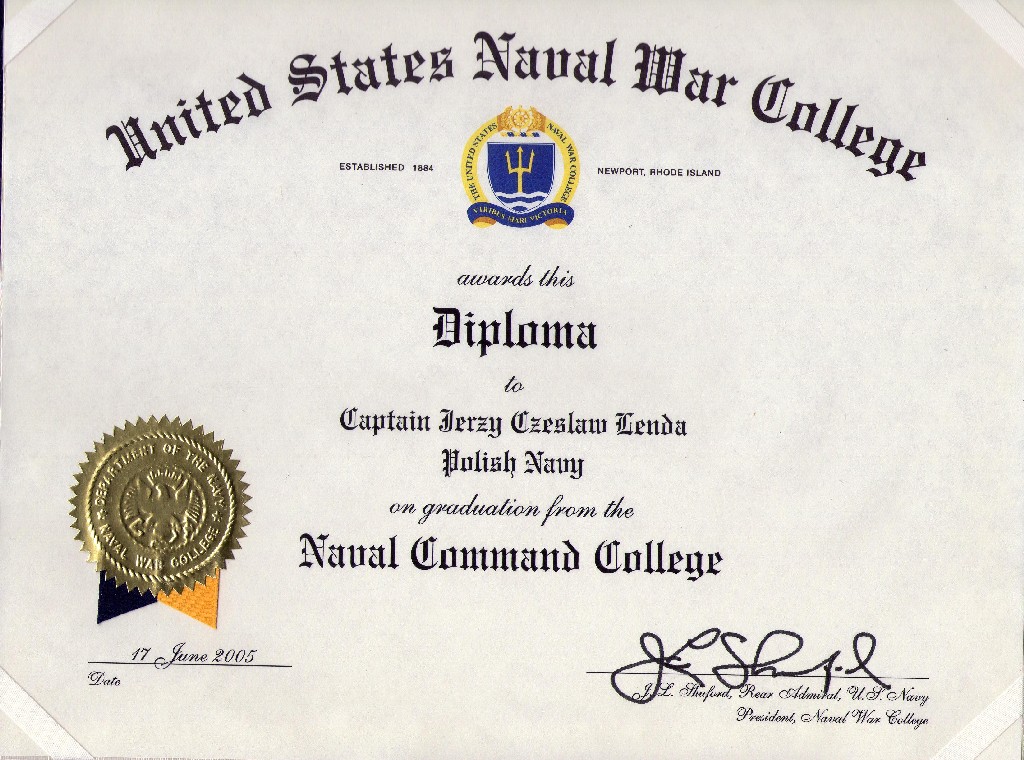 United States Naval War College
ESTABLISHED 1884
THE UNITED STATES NAVAL WAR COLLEGE
VIRIBUS MARI VICTORIA
NEWPORT, RHODE ISLAND
awards this
Diploma
to
Captain Jerzy Czeslaw Lenda
Polish Navy
on graduation from the
Naval Command College
DEPARTMENT OF THE NAVY
NAVAL WAR COLLEGE
17 June 2005
Date
J. L. Shuford, Rear Admiral, U.S. Navy
President, Naval War College